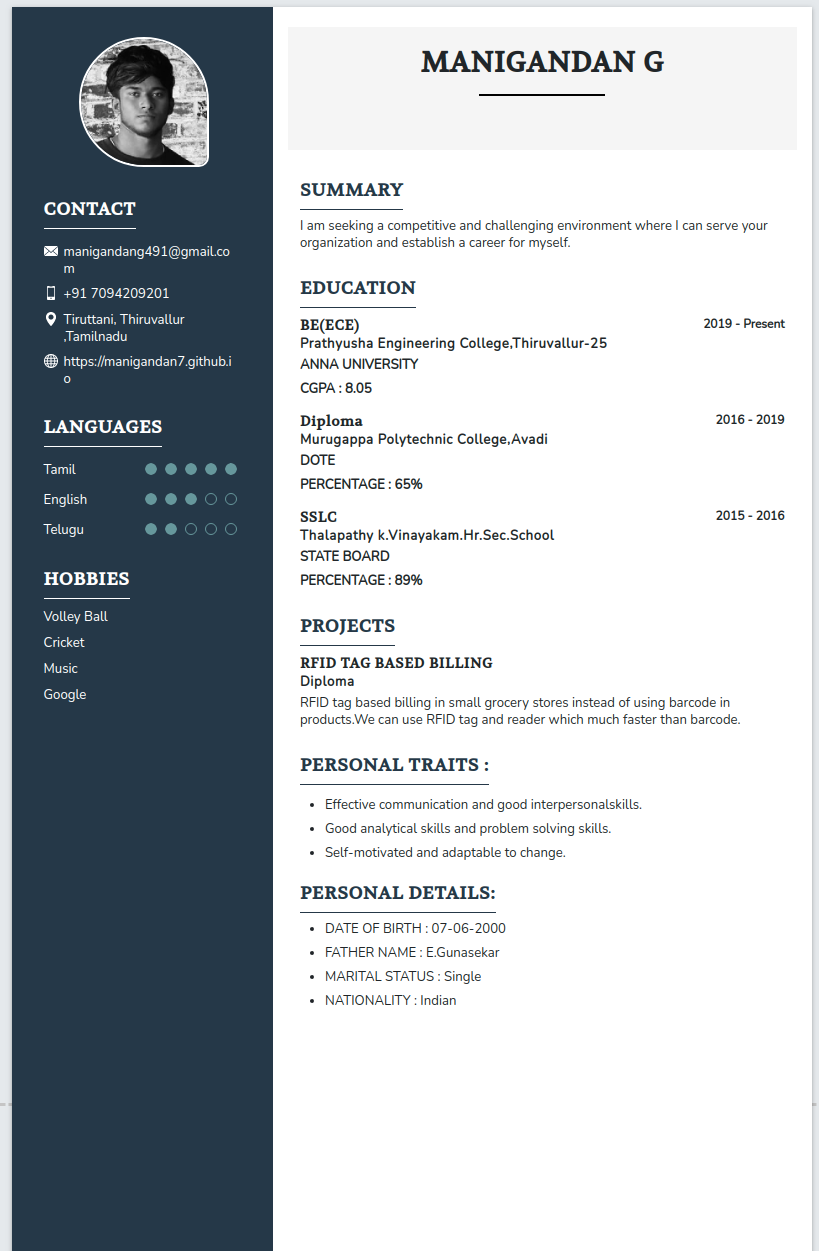 MANIGANDAN G
CONTACT
manigandang491@gmail.co
m
+91 7094209201
Tiruttani, Thiruvallur
,Tamilnadu
https://manigandan7.github.i
o
LANGUAGES
Tamil
English
Telugu
HOBBIES
Volley Ball
Cricket
Music
Google
SUMMARY
I am seeking a competitive and challenging environment where I can serve your
organization and establish a career for myself.
EDUCATION
BE(ECE) 2019 - Present
Prathyusha Engineering College,Thiruvallur-25
ANNA UNIVERSITY
CGPA : 8.05
Diploma 2016 - 2019
Murugappa Polytechnic College,Avadi
DOTE
PERCENTAGE : 65%
SSLC 2015 - 2016
Thalapathy k.Vinayakam.Hr.Sec.School
STATE BOARD
PERCENTAGE : 89%
PROJECTS
RFID TAG BASED BILLING
Diploma
RFID tag based billing in small grocery stores instead of using barcode in
products.We can use RFID tag and reader which much faster than barcode.
PERSONAL TRAITS :
• Effective communication and good interpersonalskills.
• Good analytical skills and problem solving skills.
• Self-motivated and adaptable to change.
PERSONAL DETAILS:
• DATE OF BIRTH : 07-06-2000
• FATHER NAME : E.Gunasekar
• MARITAL STATUS : Single
• NATIONALITY : Indian